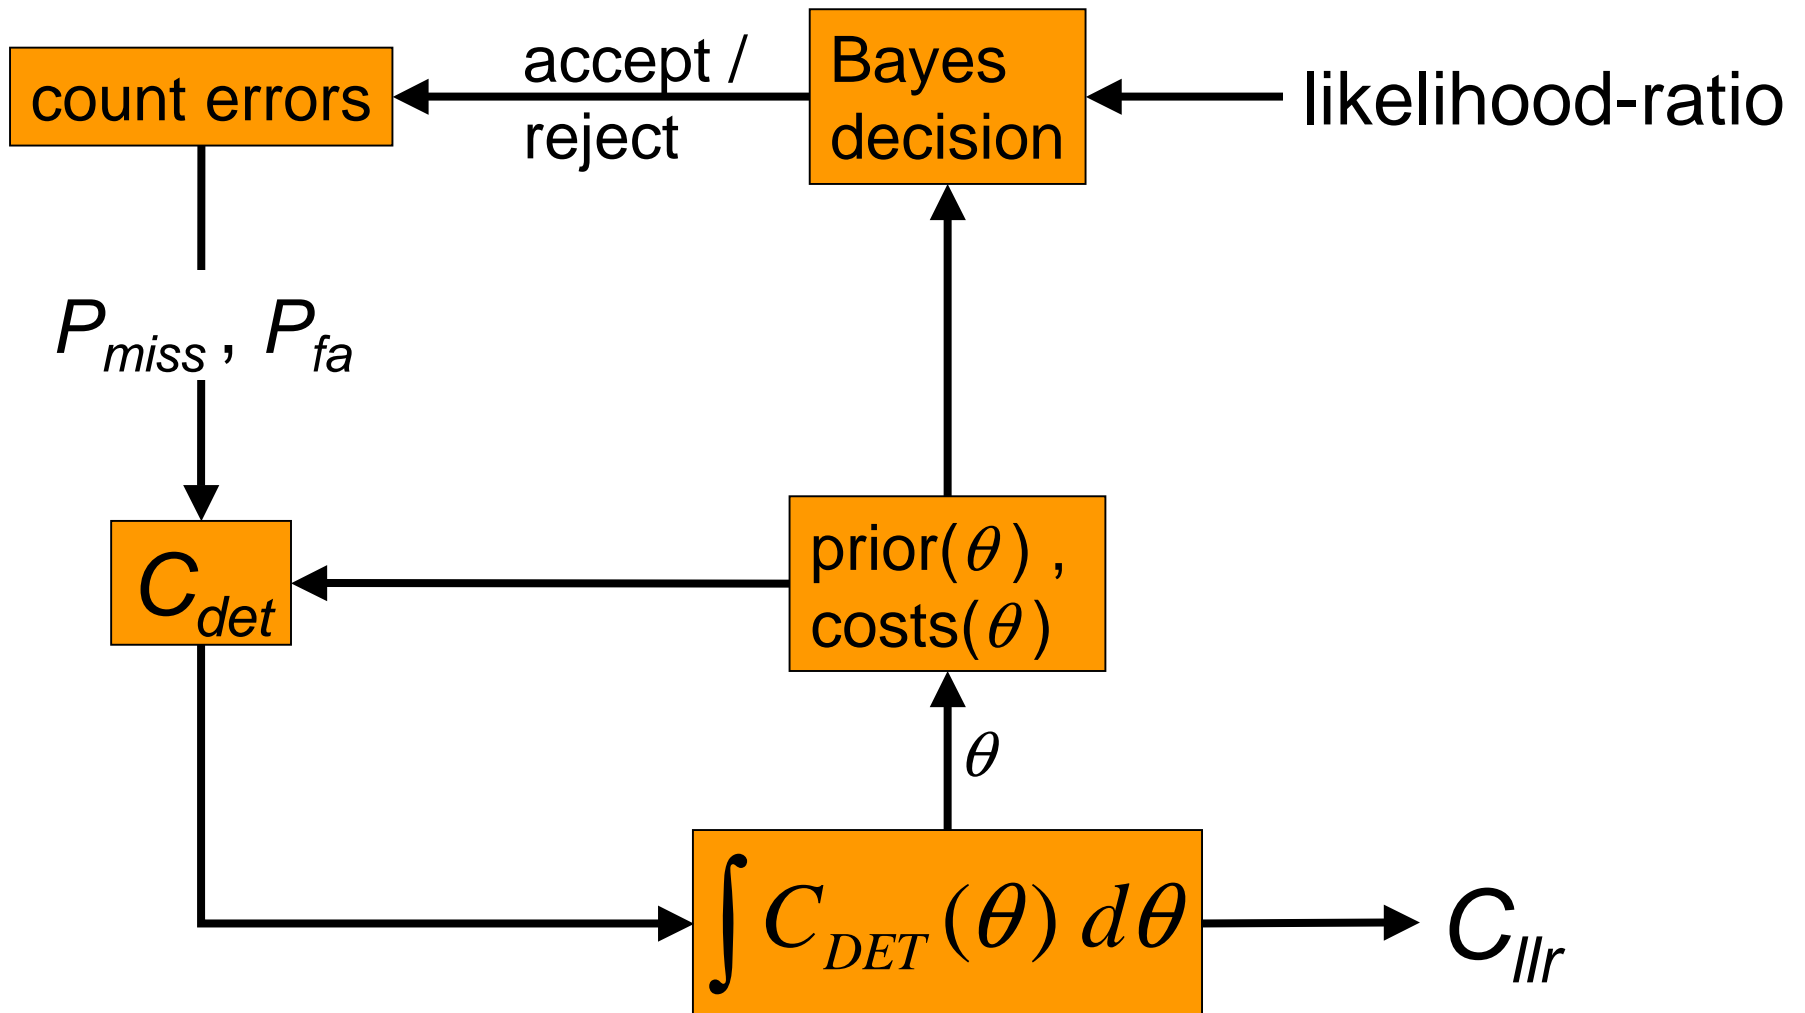 count errors
accept /
reject
Bayes
decision
likelihood-ratio
P_miss , P_fa
C_det
prior(θ) ,
costs(θ)
θ
∫ C_DET (θ) dθ
C_llr